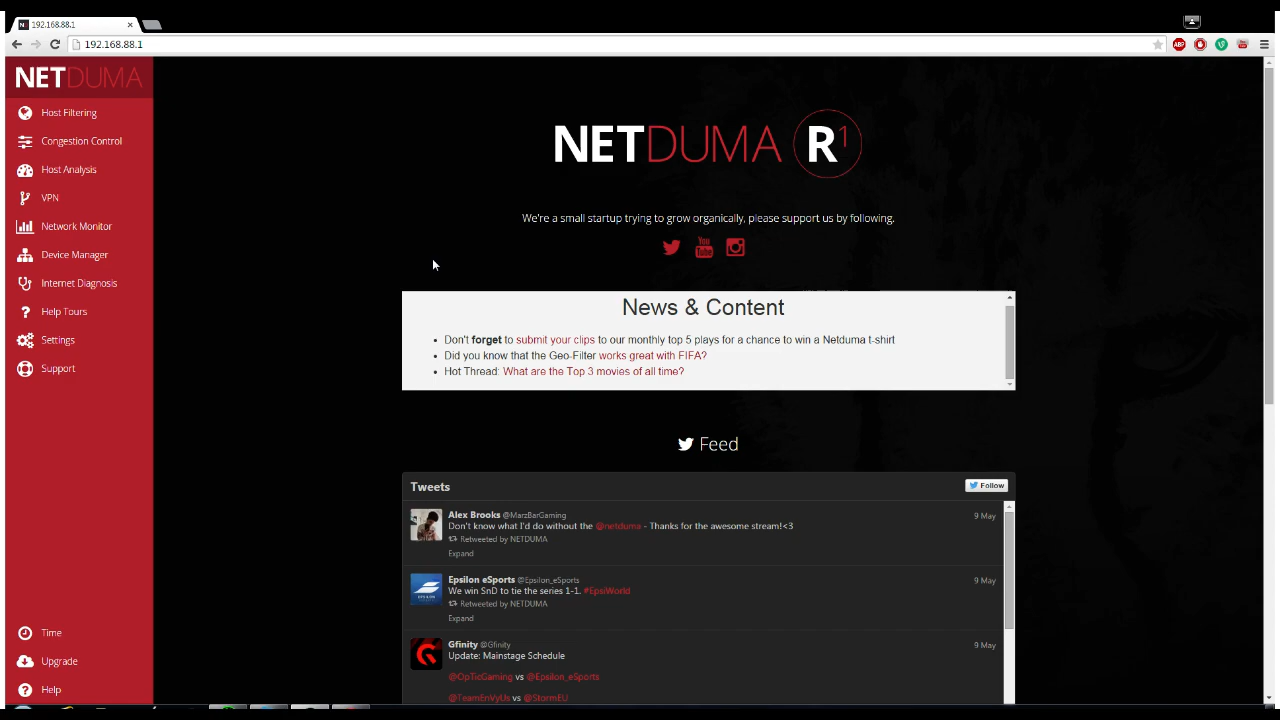 192.168.88.1
192.168.88.1
ABP
NETDUMA
Host Filtering
Congestion Control
Host Analysis
VPN
Network Monitor
Device Manager
Internet Diagnosis
Help Tours
Settings
Support
Time
Upgrade
Help
NETDUMA R1
We're a small startup trying to grow organically, please support us by following.
You Tube
News & Content
Don't forget to submit your clips to our monthly top 5 plays for a chance to win a Netduma t-shirt
Did you know that the Geo-Filter works great with FIFA?
Hot Thread: What are the Top 3 movies of all time?
Feed
Tweets
Follow
Alex Brooks @MarzBarGaming 9 May
Don't know what I'd do without the @netduma - Thanks for the awesome stream!<3
Retweeted by NETDUMA
Expand
Epsilon eSports @Epsilon_eSports 9 May
We win SnD to tie the series 1-1. #EpsiWorld
Retweeted by NETDUMA
Expand
Gfinity @Gfinity 9 May
Update: Mainstage Schedule
@OpTicGaming vs @Epsilon_eSports
@TeamEnVyUs vs @StormEU